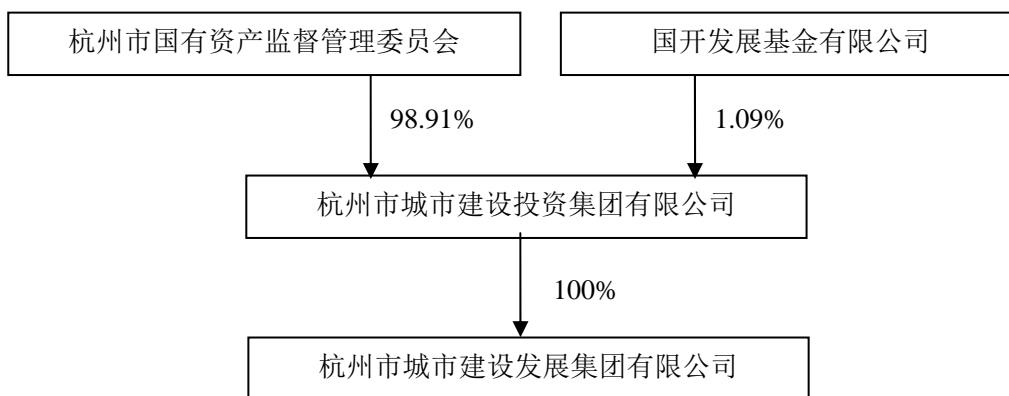 杭州市国有资产监督管理委员会
国开发展基金有限公司
98.91%
1.09%
杭州市城市建设投资集团有限公司
100%
杭州市城市建设发展集团有限公司